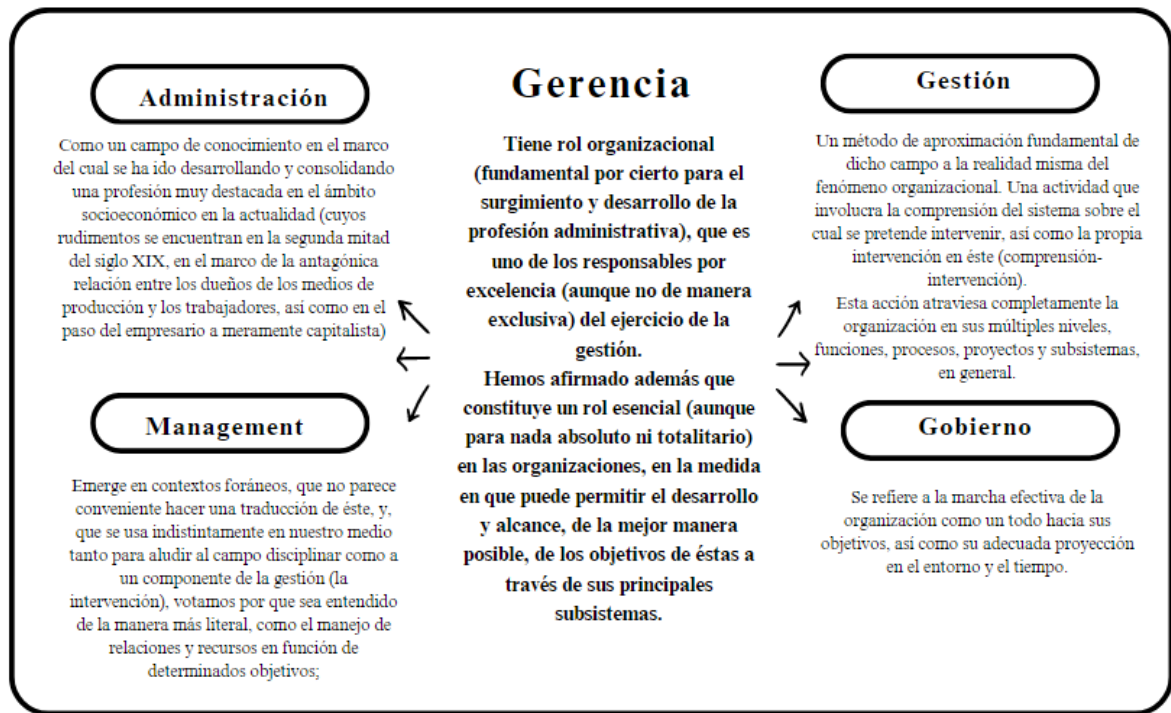 Administración
Como un campo de conocimiento en el marco
del cual se ha ido desarrollando y consolidando
una profesión muy destacada en el ámbito
socioeconómico en la actualidad (cuyos
rudimentos se encuentran en la segunda mitad
del siglo XIX, en el marco de la antagónica
relación entre los dueños de los medios de
producción y los trabajadores, así como en el
paso del empresario a meramente capitalista)
Management
Emerge en contextos foráneos, que no parece
conveniente hacer una traducción de éste, y,
que se usa indistintamente en nuestro medio
tanto para aludir al campo disciplinar como a
un componente de la gestión (la
intervención), votamos por que sea entendido
de la manera más literal, como el manejo de
relaciones y recursos en función de
determinados objetivos;
Gerencia
Tiene rol organizacional
(fundamental por cierto para el
surgimiento y desarrollo de la
profesión administrativa), que es
uno de los responsables por
excelencia (aunque no de manera
exclusiva) del ejercicio de la
gestión.
Hemos afirmado además que
constituye un rol esencial (aunque
para nada absoluto ni totalitario)
en las organizaciones, en la medida
en que puede permitir el desarrollo
y alcance, de la mejor manera
posible, de los objetivos de éstas a
través de sus principales
subsistemas.
Gestión
Un método de aproximación fundamental de
dicho campo a la realidad misma del
fenómeno organizacional. Una actividad que
involucra la comprensión del sistema sobre el
cual se pretende intervenir, así como la propia
intervención en éste (comprensión-
intervención).
Esta acción atraviesa completamente la
organización en sus múltiples niveles,
funciones, procesos, proyectos y subsistemas,
en general.
Gobierno
Se refiere a la marcha efectiva de la
organización como un todo hacia sus
objetivos, así como su adecuada proyección
en el entorno y el tiempo.